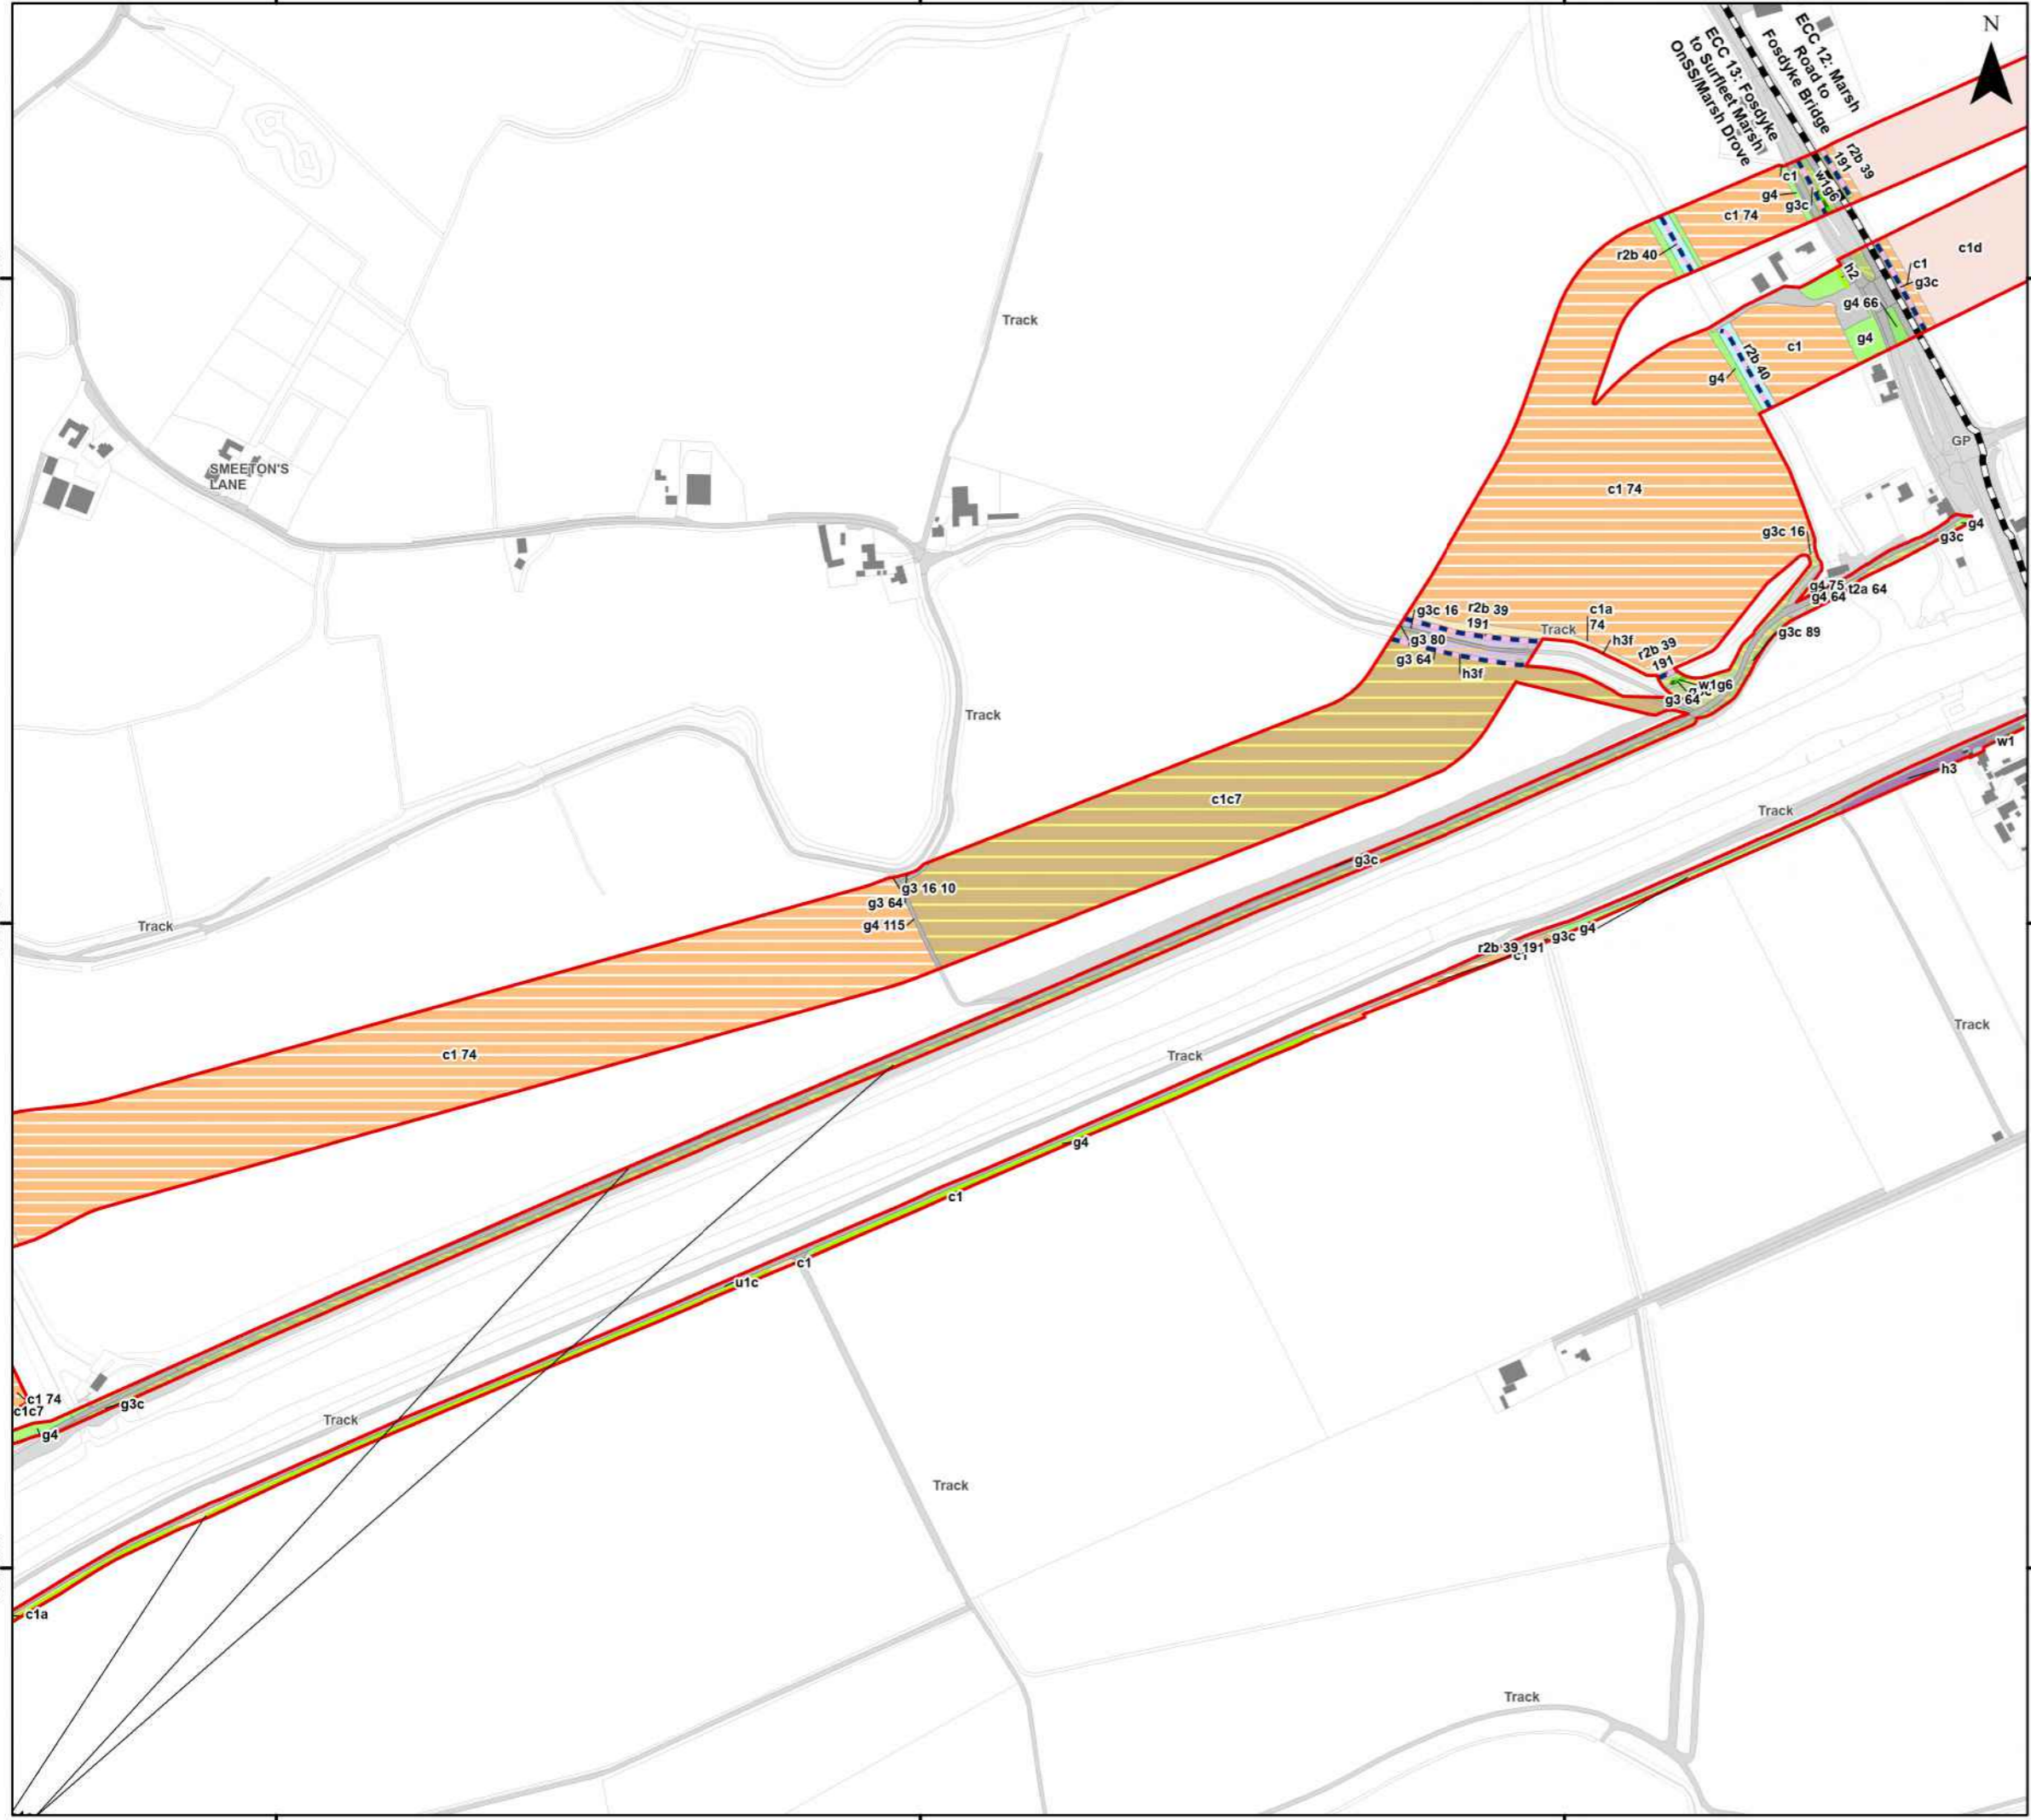 N
ECC 12: Marsh
Road to
Fosdyke Bridge
ECC 13: Fosdyke
to Surfleet Marsh
OnSS/Marsh Drove
r2b 39
191
c1
w1g6
g4
g3c
c1 74
r2b 40
c1d
c1
g3c
h2
g4 66
Track
g4
c1
r2b 40
g4
GP
SMEETON'S
LANE
c1 74
g4
g3c 16
g3c
g4 75
t2a 64
g4 64
g3c 16
r2b 39
191
c1a
74
Track
g3c 89
g3 80
h3f
r2b 39
191
g3 64
h3f
w1g6
g3 64
Track
w1
h3
c1c7
Track
g3c
g3 16 10
g3 64
g4 115
Track
g4
g3c
r2b 39 191
c1
Track
c1 74
Track
g4
c1
c1
u1c
c1 74
c1c7
g3c
g4
Track
Track
c1a
Track